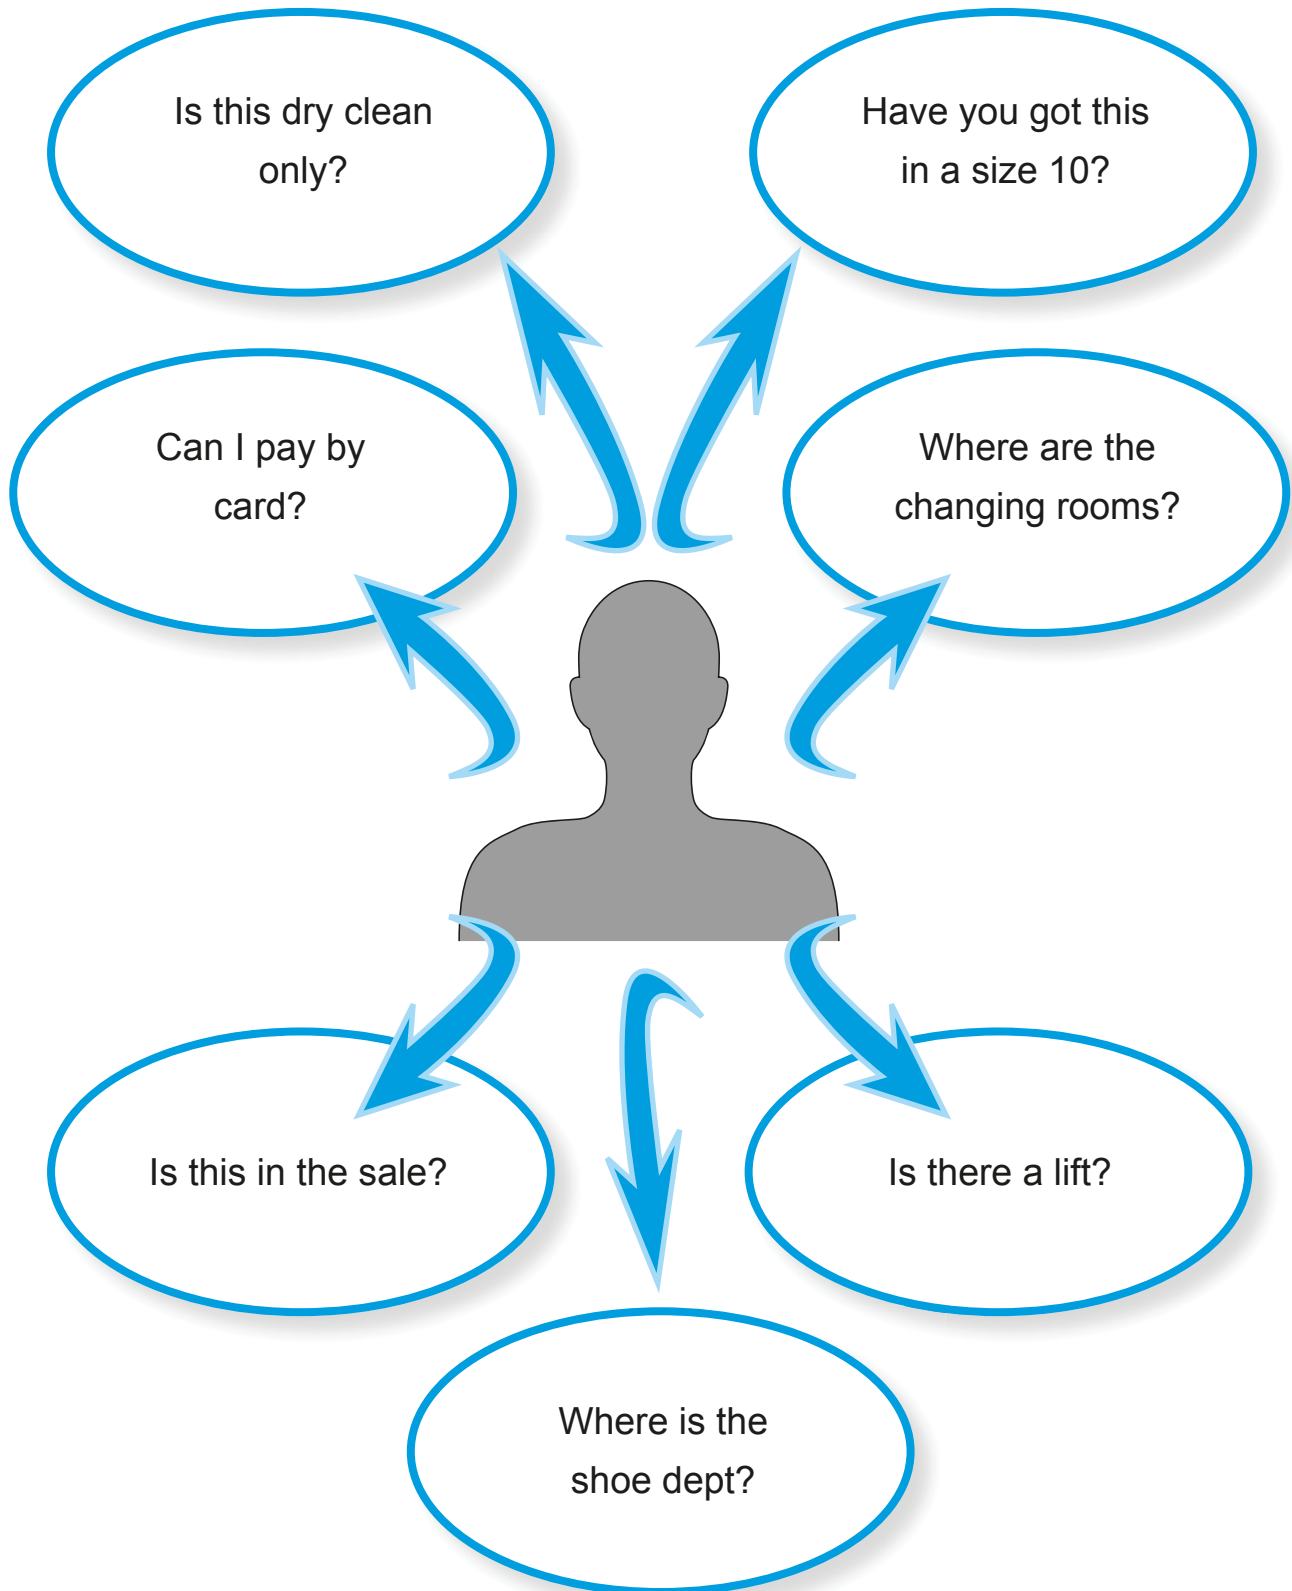 Is this dry clean
only?
Have you got this
in a size 10?
Can I pay by
card?
Where are the
changing rooms?
Is this in the sale?
Is there a lift?
Where is the
shoe dept?